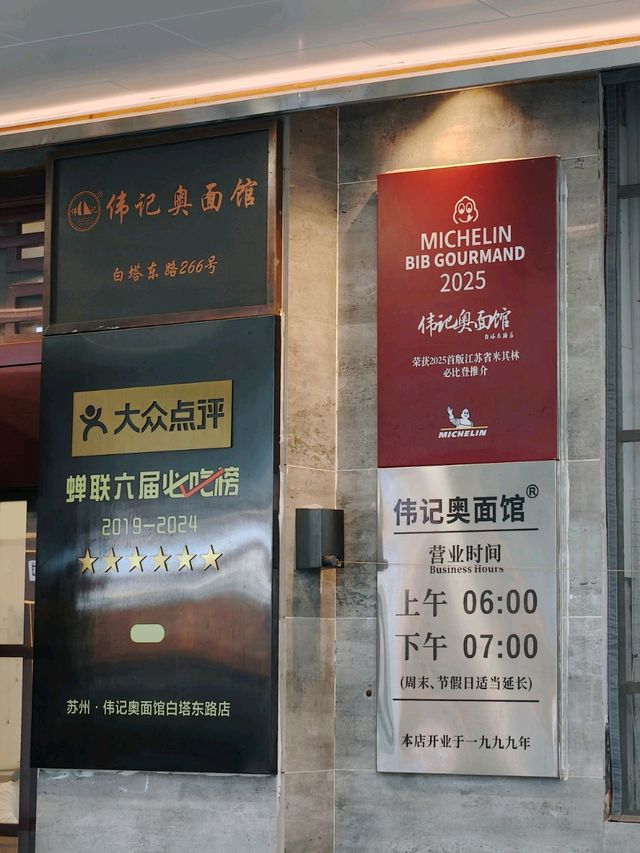 伟记奥面馆
白塔东路266号
大众点评
蝉联六届必吃榜
2019-2024
苏州·伟记奥面馆白塔东路店
MICHELIN
BIB GOURMAND
2025
伟记奥面馆
白塔东路店
荣获2025首版江苏省米其林
必比登推介
MICHELIN
伟记奥面馆®
营业时间
Business Hours
上午 06:00
下午 07:00
(周末、节假日适当延长)
本店开业于一九九九年